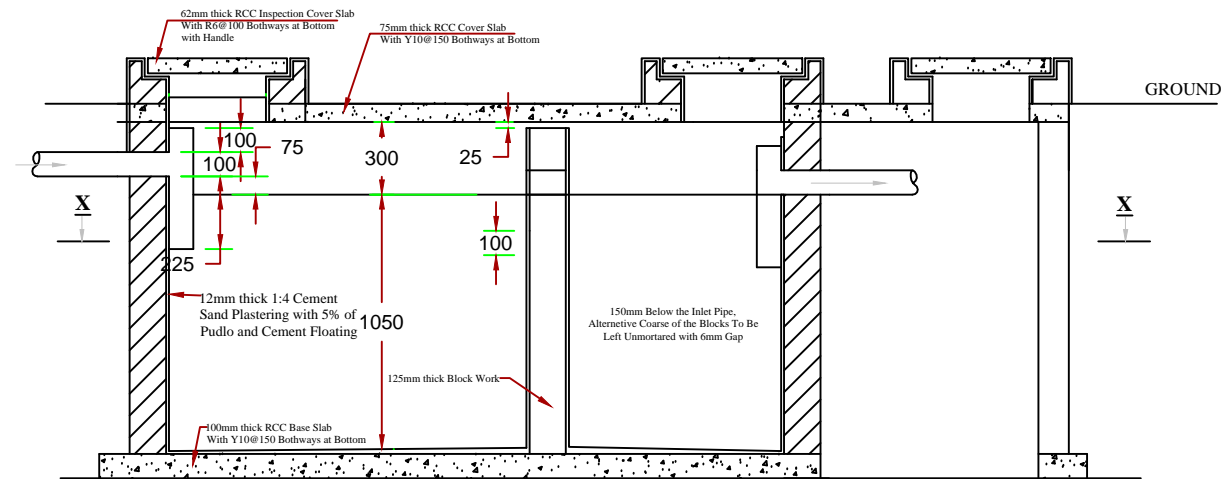 62mm thick RCC Inspection Cover Slab
With R6@100 Bothways at Bottom
with Handle
75mm thick RCC Cover Slab
With Y10@150 Bothways at Bottom
GROUND
100
75
300
25
100
X
X
100
225
12mm thick 1:4 Cement
Sand Plastering with 5% of
Pudlo and Cement Floating
1050
150mm Below the Inlet Pipe,
Alternetive Coarse of the Blocks To Be
Left Unmortared with 6mm Gap
125mm thick Block Work
100mm thick RCC Base Slab
With Y10@150 Bothways at Bottom